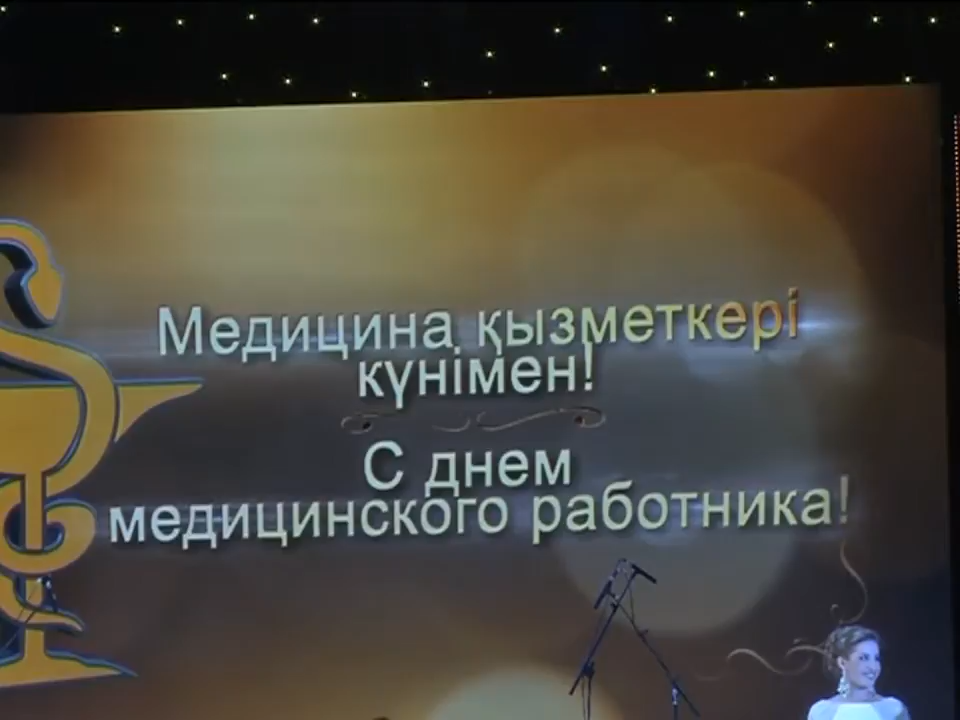 Медицина қызметкері
күнімен!
С днем
медицинского работника!